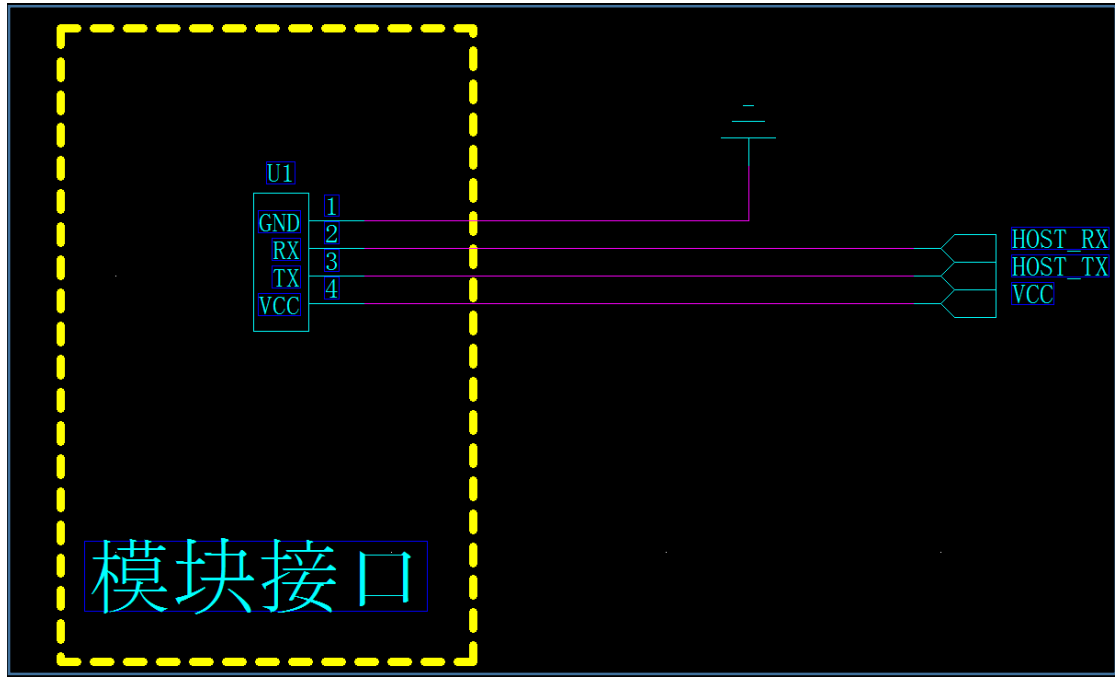 U1
GND 1
RX 2 HOST_RX
TX 3 HOST_TX
VCC 4 VCC
模块接口